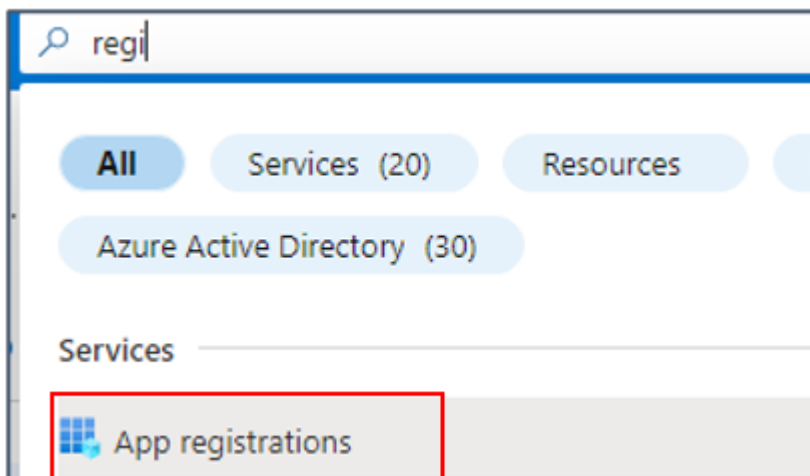 regi
All Services (20) Resources
Azure Active Directory (30)
Services
App registrations